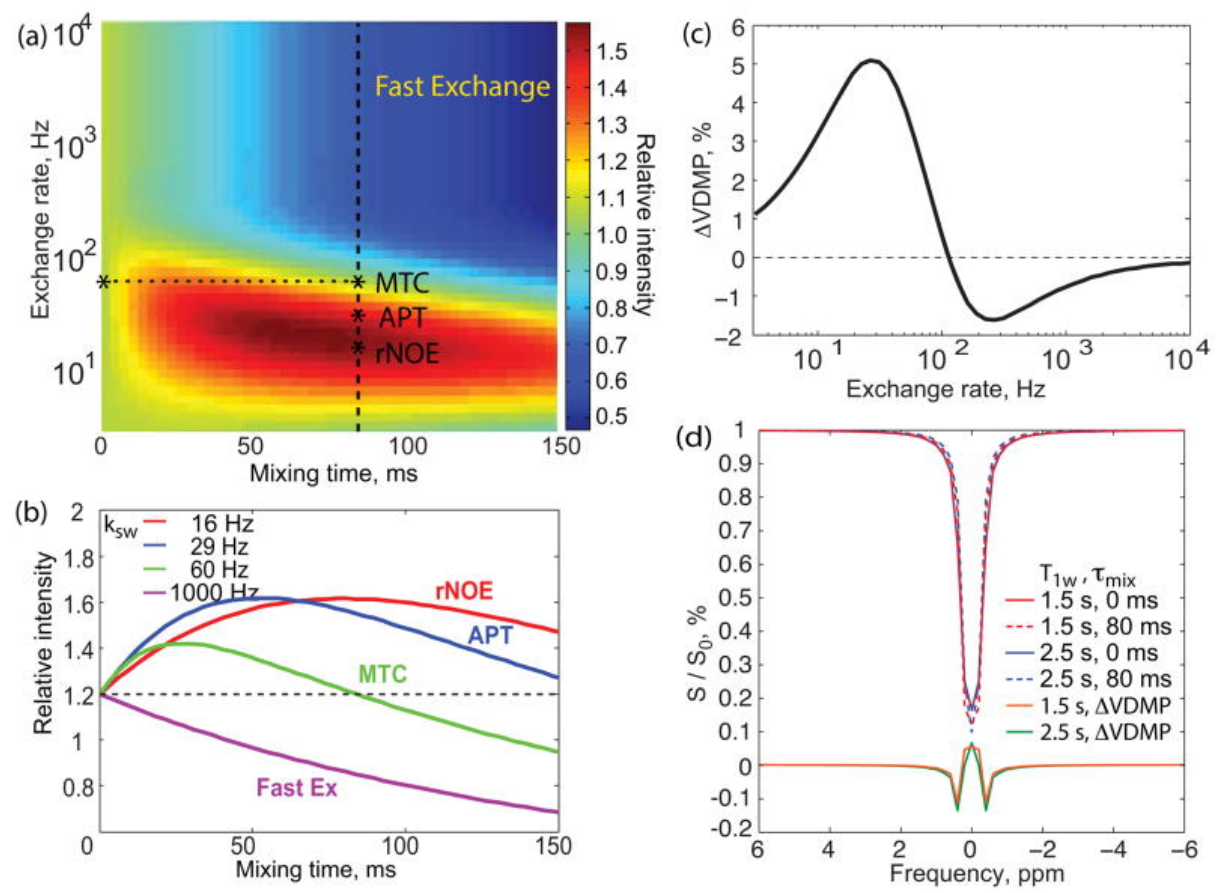 (a)
10^4
10^3
10^2
10^1
Exchange rate, Hz
Fast Exchange
MTC
APT
rNOE
0
50
100
150
Mixing time, ms
1.5
1.4
1.3
1.2
1.1
1.0
0.9
0.8
0.7
0.6
0.5
Relative intensity
(c)
6
5
4
3
2
1
0
−1
−2
ΔVDMP, %
10^1
10^2
10^3
10^4
Exchange rate, Hz
(b)
2
1.8
1.6
1.4
1.2
1
0.8
Relative intensity
k_sw
16 Hz
29 Hz
60 Hz
1000 Hz
rNOE
APT
MTC
Fast Ex
0
50
100
150
Mixing time, ms
(d)
1
0.9
0.8
0.7
0.6
0.5
0.4
0.3
0.2
0.1
0
-0.1
-0.2
S / S_0, %
T_1w, τ_mix
1.5 s, 0 ms
1.5 s, 80 ms
2.5 s, 0 ms
2.5 s, 80 ms
1.5 s, ΔVDMP
2.5 s, ΔVDMP
6
4
2
0
−2
−4
−6
Frequency, ppm